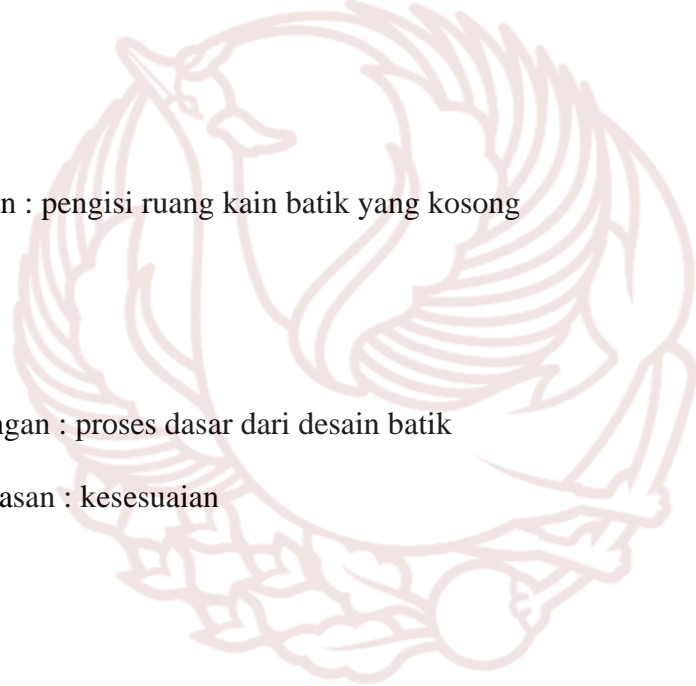 n : pengisi ruang kain batik yang kosong
ngan : proses dasar dari desain batik
asan : kesesuaian